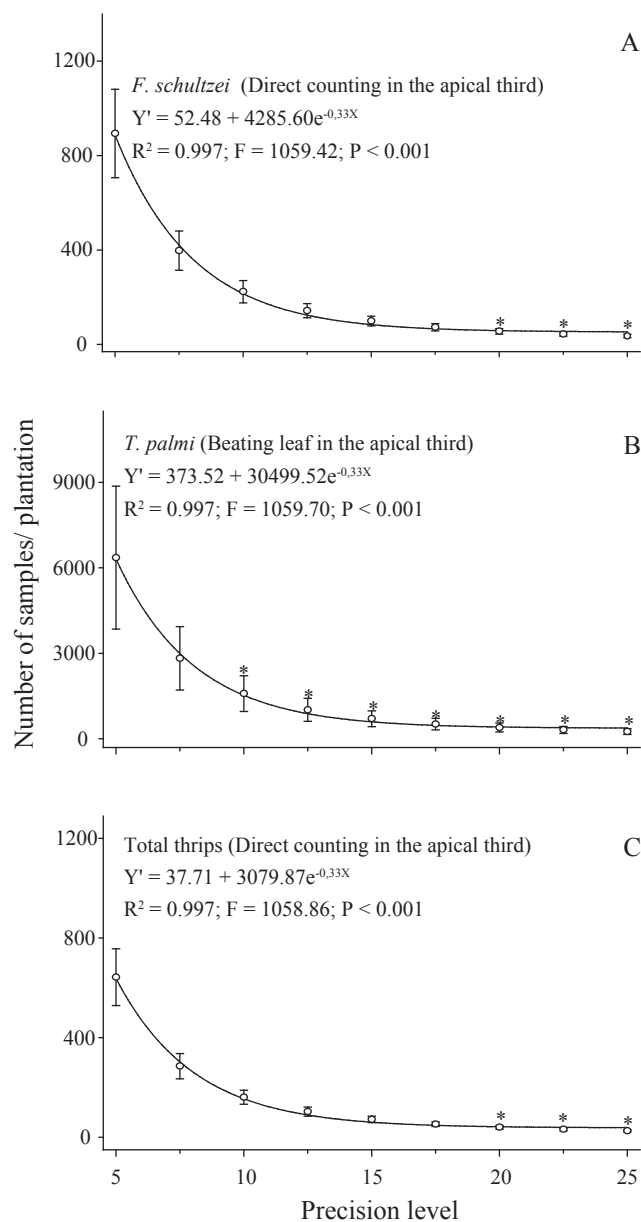 A
1200
800
400
0
F. schultzei (Direct counting in the apical third)
Y' = 52.48 + 4285.60e-0,33X
R2 = 0.997; F = 1059.42; P < 0.001
* * *
B
9000
6000
3000
0
T. palmi (Beating leaf in the apical third)
Y' = 373.52 + 30499.52e-0,33X
R2 = 0.997; F = 1059.70; P < 0.001
* * * * * * *
Number of samples/ plantation
C
1200
800
400
0
Total thrips (Direct counting in the apical third)
Y' = 37.71 + 3079.87e-0,33X
R2 = 0.997; F = 1058.86; P < 0.001
* * *
5 10 15 20 25
Precision level